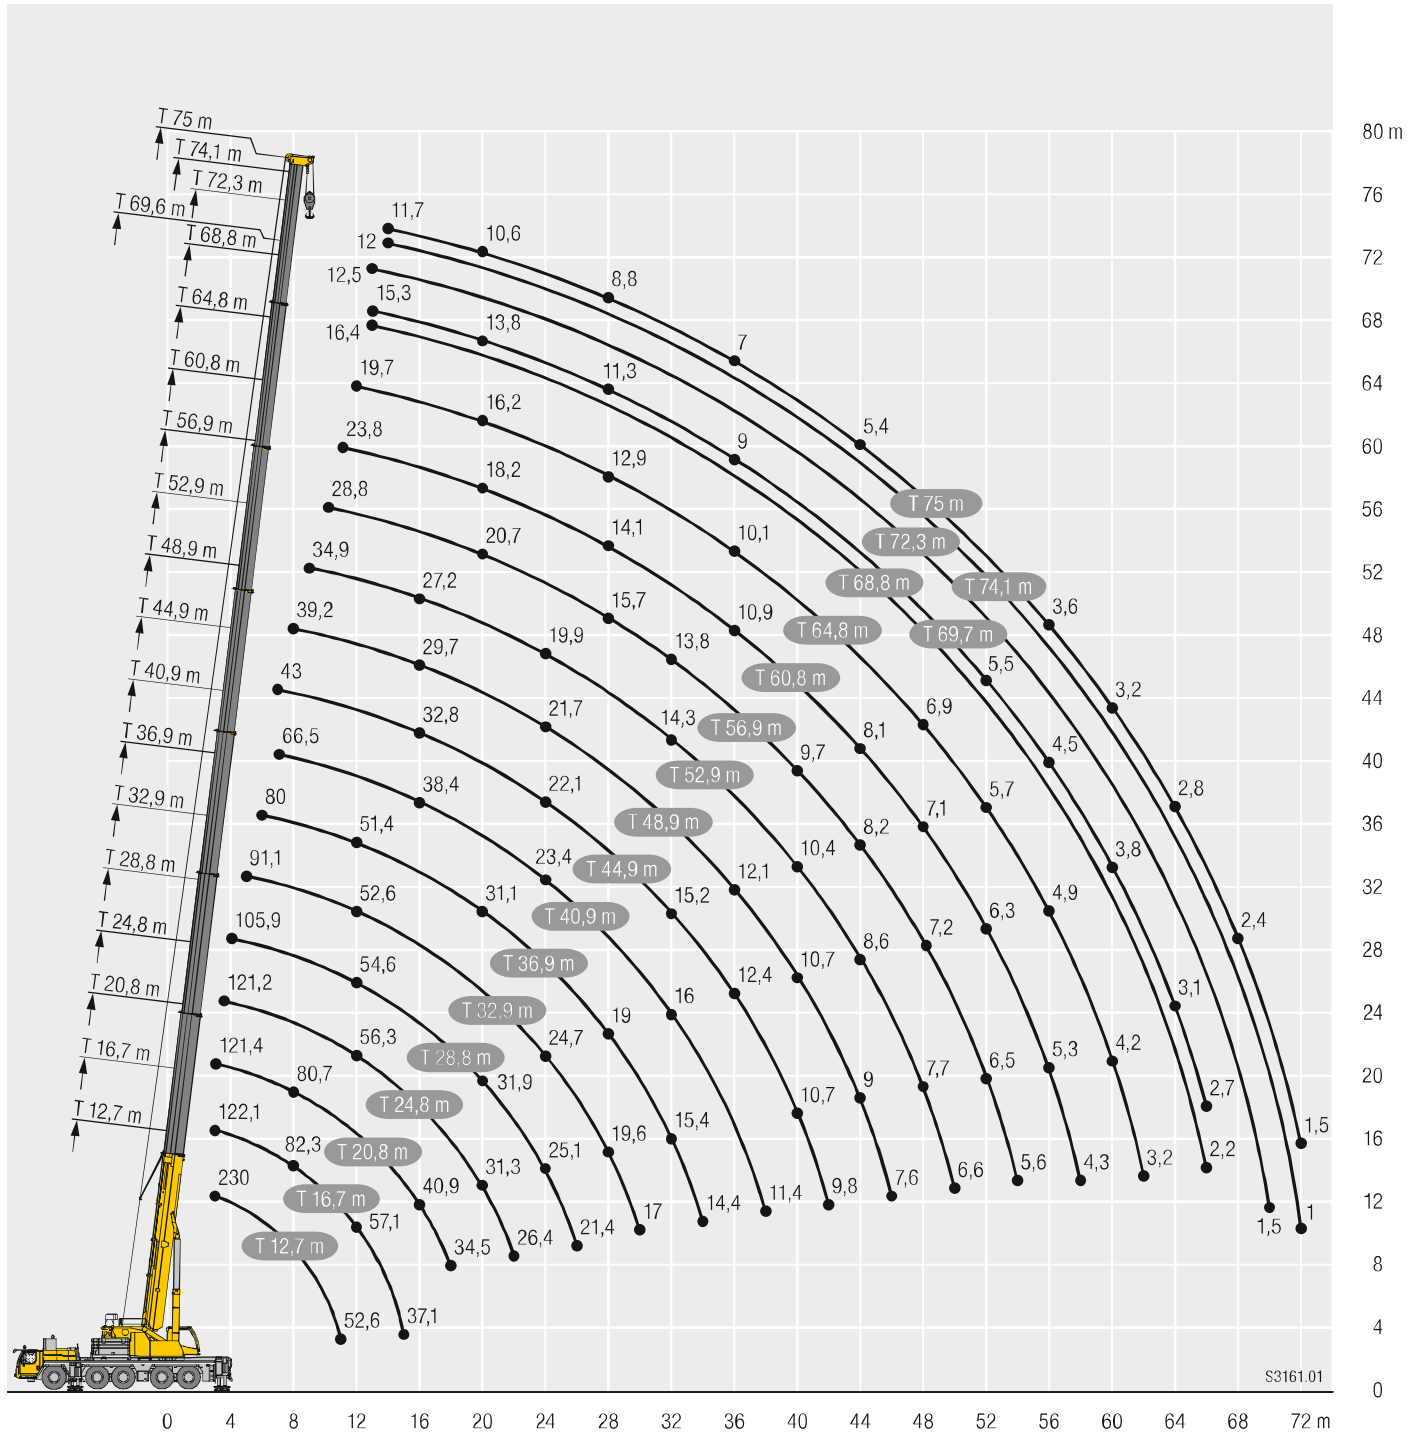 T 75 m
T 74,1 m
T 72,3 m
T 69,6 m
T 68,8 m
T 64,8 m
T 60,8 m
T 56,9 m
T 52,9 m
T 48,9 m
T 44,9 m
T 40,9 m
T 36,9 m
T 32,9 m
T 28,8 m
T 24,8 m
T 20,8 m
T 16,7 m
T 12,7 m
11,7 10,6 8,8 7 5,4 3,6 3,2 2,8 2,4 1,5
12 1
12,5 1,5
15,3 13,8 11,3 9 5,5 4,5 3,8 3,1 2,7
16,4 2,2
19,7 16,2 12,9 10,1 6,9 5,7 4,9 4,2 3,2
23,8 18,2 14,1 10,9 8,1 7,1 6,3 5,3 4,3
28,8 20,7 15,7 13,8 9,7 8,2 7,2 6,5 5,6
34,9 27,2 19,9 14,3 10,4 8,6 7,7 6,6
39,2 29,7 21,7 12,1 10,7 9 7,6
43 32,8 22,1 15,2 12,4 10,7 9,8
66,5 38,4 23,4 16 11,4
80 51,4 31,1 19 15,4 14,4
91,1 52,6 24,7 19,6 17
105,9 54,6 31,9 25,1 21,4
121,2 56,3 31,3 26,4
121,4 80,7 40,9 34,5
122,1 82,3 57,1 37,1
230 52,6
T 75 m
T 72,3 m
T 74,1 m
T 68,8 m
T 69,7 m
T 64,8 m
T 60,8 m
T 56,9 m
T 52,9 m
T 48,9 m
T 44,9 m
T 40,9 m
T 36,9 m
T 32,9 m
T 28,8 m
T 24,8 m
T 20,8 m
T 16,7 m
T 12,7 m
80 m
76
72
68
64
60
56
52
48
44
40
36
32
28
24
20
16
12
8
4
0
S3161.01
0 4 8 12 16 20 24 28 32 36 40 44 48 52 56 60 64 68 72 m